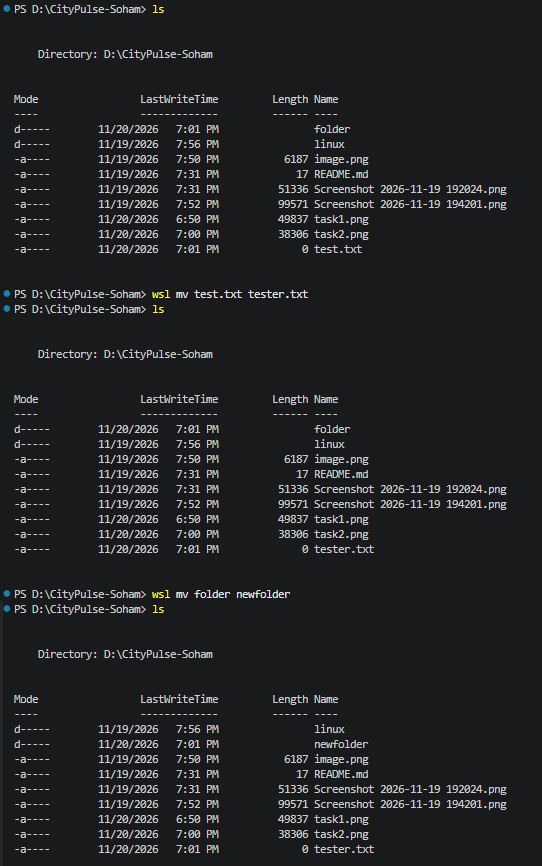 PS D:\CityPulse-Soham> ls
Directory: D:\CityPulse-Soham
Mode LastWriteTime Length Name
---- ------------- ------ ----
d----- 11/20/2026 7:01 PM folder
d----- 11/19/2026 7:56 PM linux
-a---- 11/19/2026 7:50 PM 6187 image.png
-a---- 11/19/2026 7:31 PM 17 README.md
-a---- 11/19/2026 7:31 PM 51336 Screenshot 2026-11-19 192024.png
-a---- 11/19/2026 7:52 PM 99571 Screenshot 2026-11-19 194201.png
-a---- 11/20/2026 6:50 PM 49837 task1.png
-a---- 11/20/2026 7:00 PM 38306 task2.png
-a---- 11/20/2026 7:01 PM 0 test.txt
PS D:\CityPulse-Soham> wsl mv test.txt tester.txt
PS D:\CityPulse-Soham> ls
Directory: D:\CityPulse-Soham
Mode LastWriteTime Length Name
---- ------------- ------ ----
d----- 11/20/2026 7:01 PM folder
d----- 11/19/2026 7:56 PM linux
-a---- 11/19/2026 7:50 PM 6187 image.png
-a---- 11/19/2026 7:31 PM 17 README.md
-a---- 11/19/2026 7:31 PM 51336 Screenshot 2026-11-19 192024.png
-a---- 11/19/2026 7:52 PM 99571 Screenshot 2026-11-19 194201.png
-a---- 11/20/2026 6:50 PM 49837 task1.png
-a---- 11/20/2026 7:00 PM 38306 task2.png
-a---- 11/20/2026 7:01 PM 0 tester.txt
PS D:\CityPulse-Soham> wsl mv folder newfolder
PS D:\CityPulse-Soham> ls
Directory: D:\CityPulse-Soham
Mode LastWriteTime Length Name
---- ------------- ------ ----
d----- 11/19/2026 7:56 PM linux
d----- 11/20/2026 7:01 PM newfolder
-a---- 11/19/2026 7:50 PM 6187 image.png
-a---- 11/19/2026 7:31 PM 17 README.md
-a---- 11/19/2026 7:31 PM 51336 Screenshot 2026-11-19 192024.png
-a---- 11/19/2026 7:52 PM 99571 Screenshot 2026-11-19 194201.png
-a---- 11/20/2026 6:50 PM 49837 task1.png
-a---- 11/20/2026 7:00 PM 38306 task2.png
-a---- 11/20/2026 7:01 PM 0 tester.txt